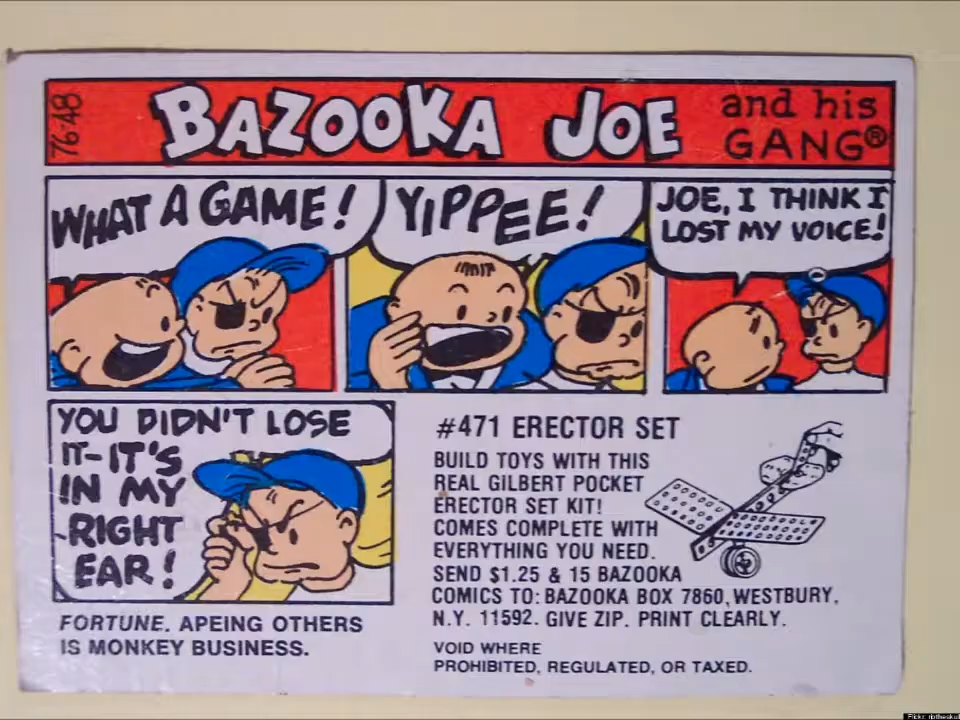 76-48
BAZOOKA JOE
and his
GANG®
WHAT A GAME!
YIPPEE!
JOE, I THINK I
LOST MY VOICE!
YOU DIDN'T LOSE
IT-IT'S
IN MY
RIGHT
EAR!
FORTUNE. APEING OTHERS
IS MONKEY BUSINESS.
#471 ERECTOR SET
BUILD TOYS WITH THIS
REAL GILBERT POCKET
ERECTOR SET KIT!
COMES COMPLETE WITH
EVERYTHING YOU NEED.
SEND $1.25 & 15 BAZOOKA
COMICS TO: BAZOOKA BOX 7860, WESTBURY,
N.Y. 11592. GIVE ZIP. PRINT CLEARLY.
VOID WHERE
PROHIBITED, REGULATED, OR TAXED.
Flickr: